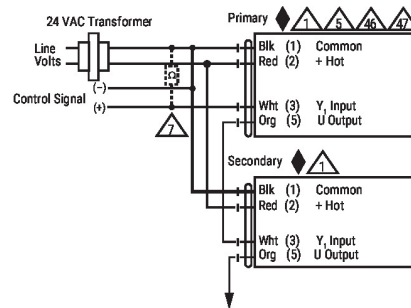 24 VAC Transformer
Primary 1 5 46 47
Line Volts
Blk (1) Common
Red (2) + Hot
Control Signal (–) (+)
Ω
Wht (3) Y1 Input
Org (5) U Output
7
Secondary 1
Blk (1) Common
Red (2) + Hot
Wht (3) Y1 Input
Org (5) U Output